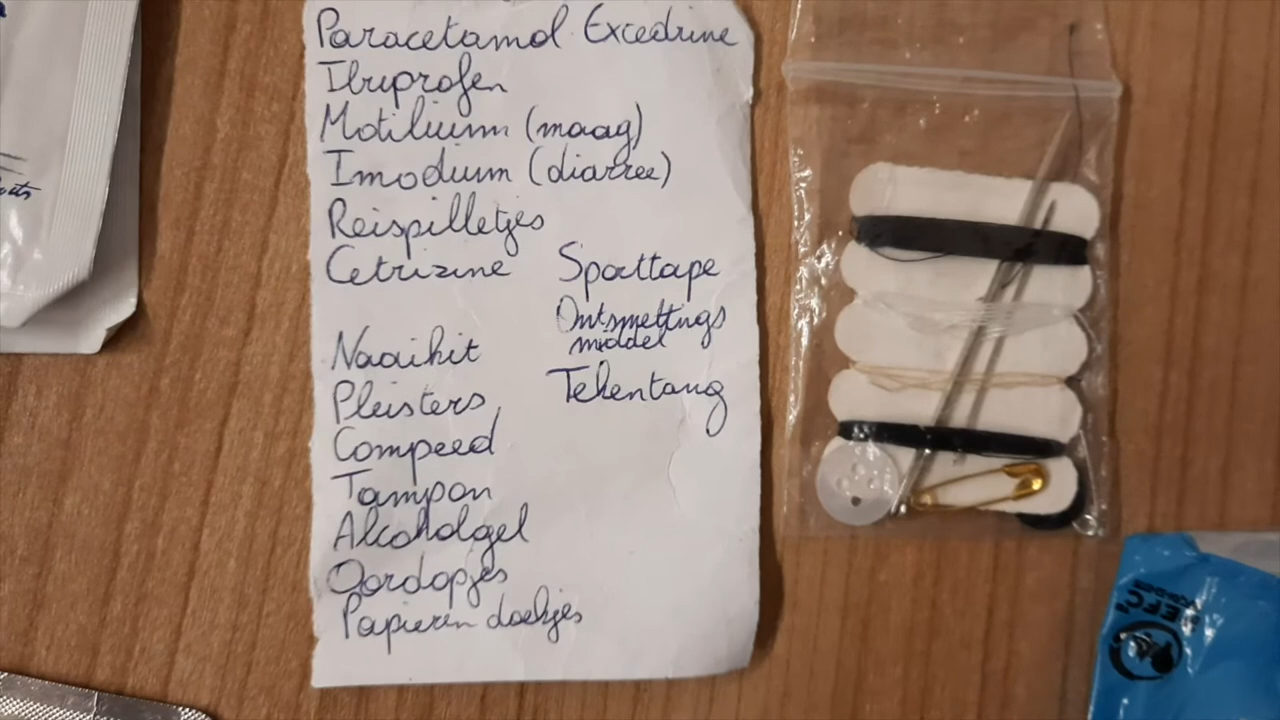 Paracetamol Excedrine
Ibuprofen
Motilium (maag)
Imodium (diarree)
Reispilletjes
Cetrizine
Sporttape
Ontsmettings
middel
Naaikit
Tekentang
Pleisters
Compeed
Tampon
Alcoholgel
Oordopjes
Papieren doekjes